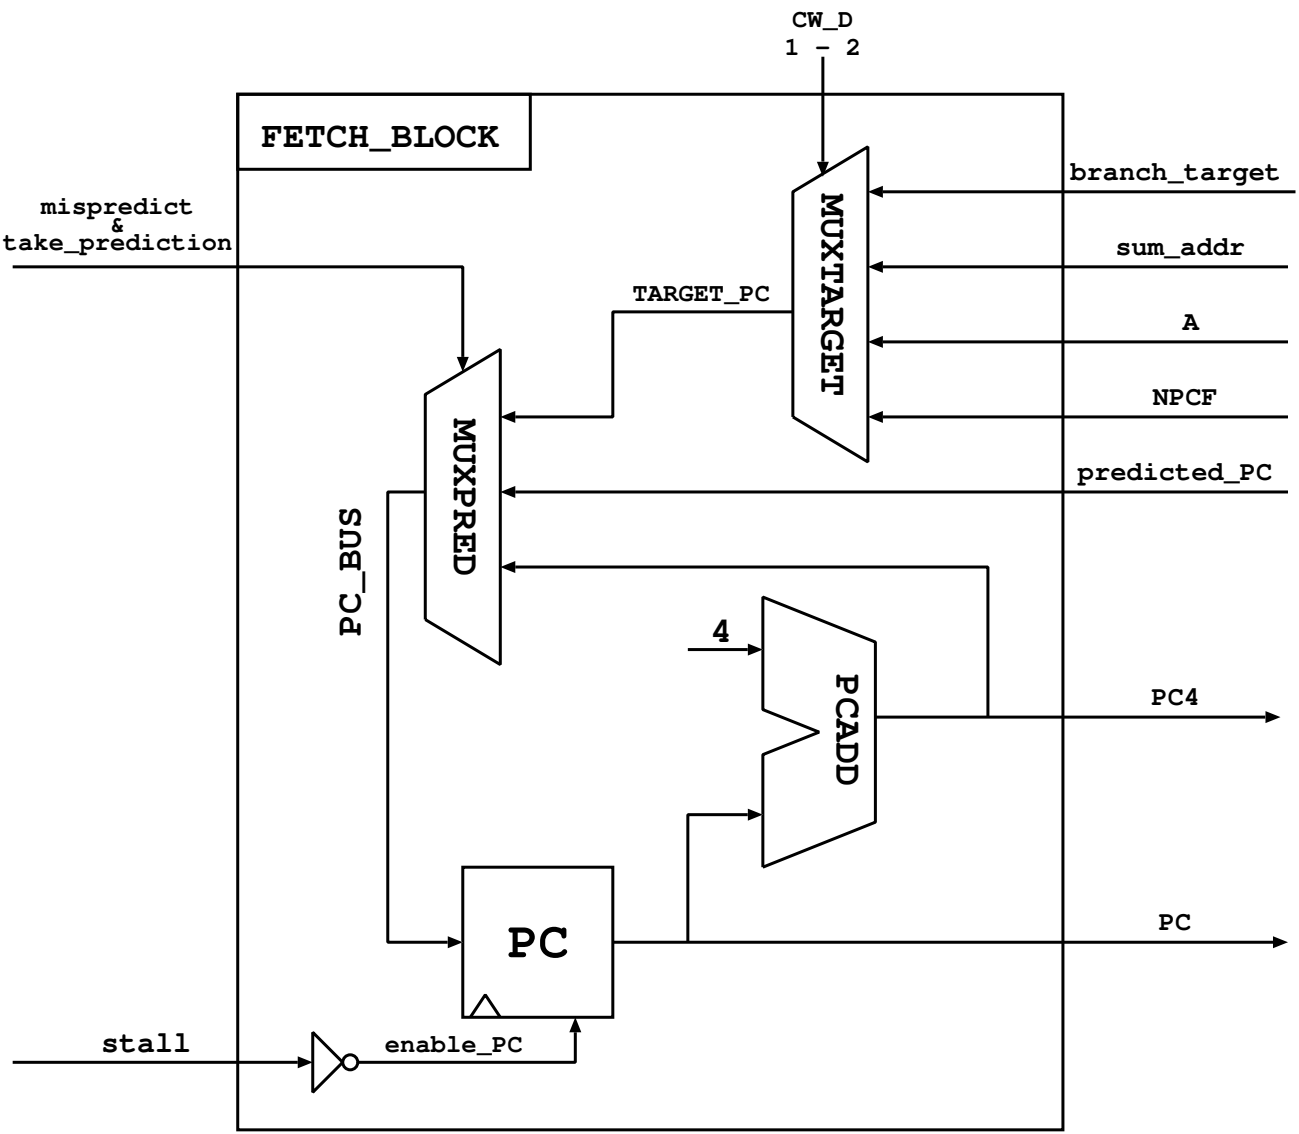 CW_D
1 - 2
FETCH_BLOCK
branch_target
mispredict
&
take_prediction
MUXTARGET
sum_addr
TARGET_PC
A
NPCF
MUXPRED
predicted_PC
PC_BUS
4
PCADD
PC4
PC
PC
stall
enable_PC